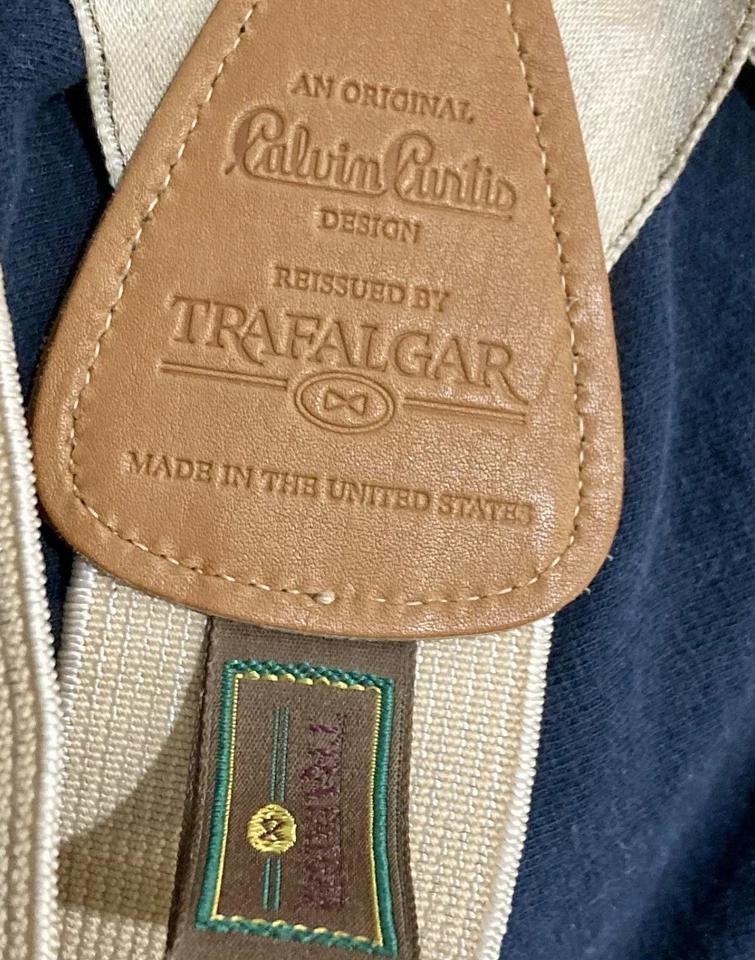 AN ORIGINAL
Calvin Curtis
DESIGN
REISSUED BY
TRAFALGAR
MADE IN THE UNITED STATES